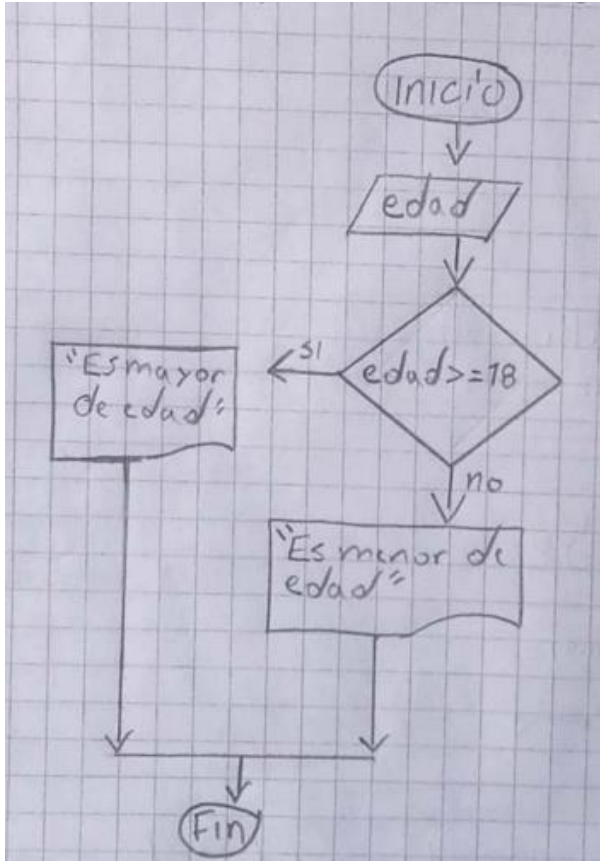 Inicio
edad
edad>=18
si
"Es mayor
de edad"
no
"Es menor de
edad"
Fin